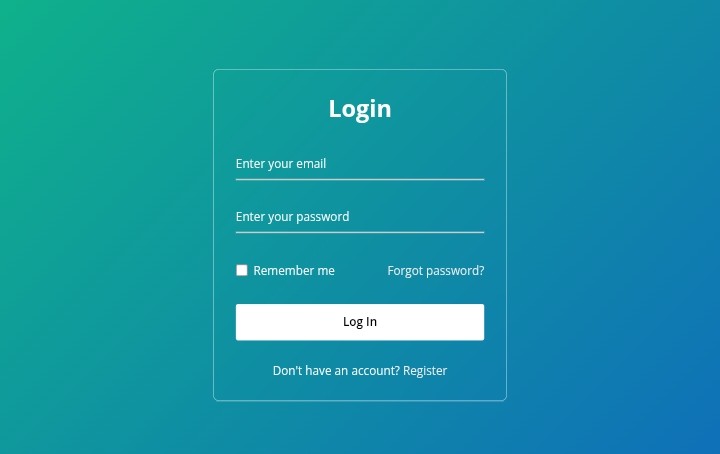 Login
Enter your email
Enter your password
Remember me Forgot password?
Log In
Don't have an account? Register